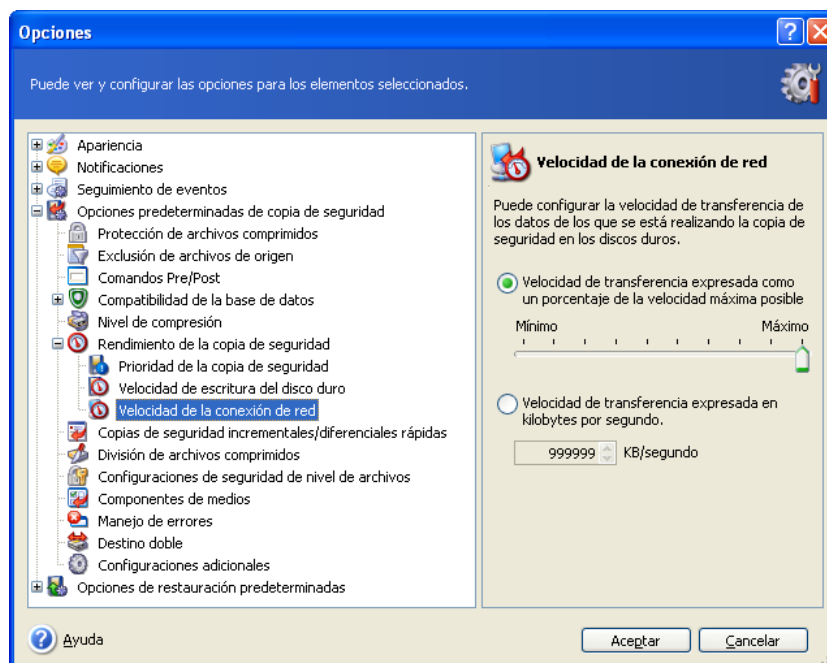 Opciones
Puede ver y configurar las opciones para los elementos seleccionados.
Apariencia
Notificaciones
Seguimiento de eventos
Opciones predeterminadas de copia de seguridad
Protección de archivos comprimidos
Exclusión de archivos de origen
Comandos Pre/Post
Compatibilidad de la base de datos
Nivel de compresión
Rendimiento de la copia de seguridad
Prioridad de la copia de seguridad
Velocidad de escritura del disco duro
Velocidad de la conexión de red
Copias de seguridad incrementales/diferenciales rápidas
División de archivos comprimidos
Configuraciones de seguridad de nivel de archivos
Componentes de medios
Manejo de errores
Destino doble
Configuraciones adicionales
Opciones de restauración predeterminadas
Velocidad de la conexión de red
Puede configurar la velocidad de transferencia de
los datos de los que se está realizando la copia de
seguridad en los discos duros.
Velocidad de transferencia expresada como
un porcentaje de la velocidad máxima posible
Mínimo Máximo
Velocidad de transferencia expresada en
kilobytes por segundo.
999999 KB/segundo
Ayuda
Aceptar Cancelar